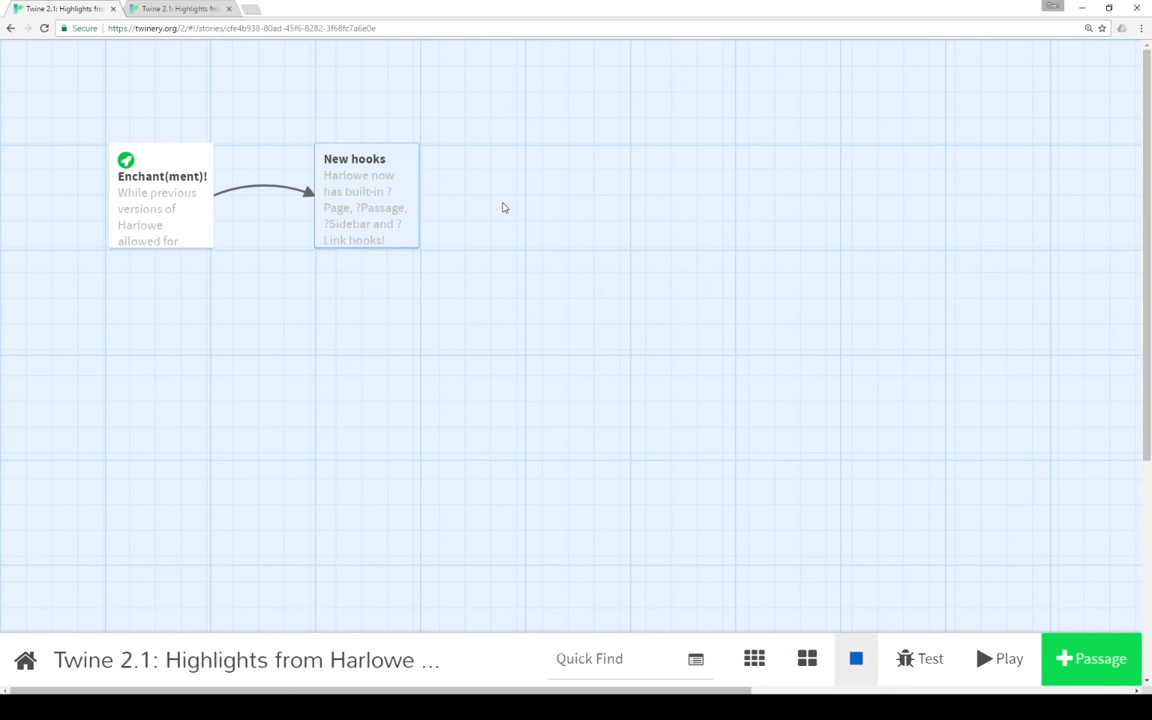 Twine 2.1: Highlights fro
Twine 2.1: Highlights fro
Secure
https://twinery.org/2/#!/stories/cfe4b938-80ad-45f6-8282-3f68fc7a6e0e
Enchant(ment)!
While previous
versions of
Harlowe
allowed for
New hooks
Harlowe now
has built-in ?
Page, ?Passage,
?Sidebar and ?
Link hooks!
Twine 2.1: Highlights from Harlowe ...
Quick Find
Test
Play
Passage